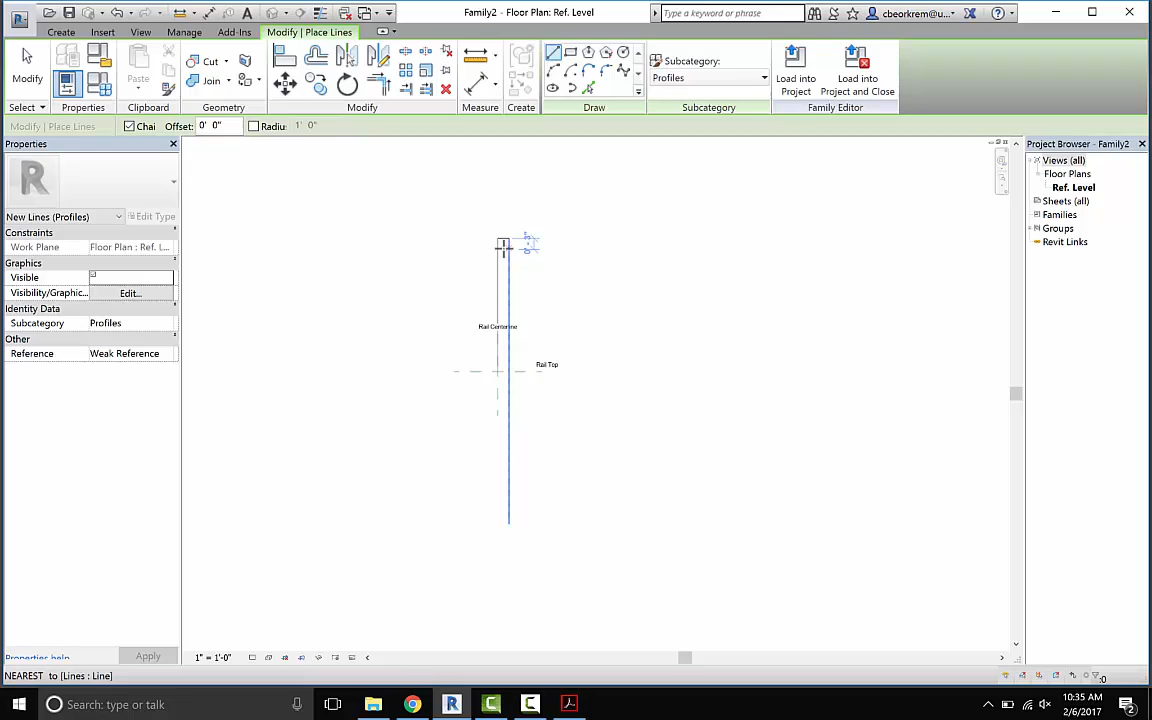 Family2 - Floor Plan: Ref. Level
Type a keyword or phrase
cbeorkrem@u...
Create Insert View Manage Add-Ins Modify | Place Lines
Modify
Paste
Cut
Join
Subcategory:
Profiles
Load into
Project
Load into
Project and Close
Select Properties Clipboard Geometry Modify Measure Create Draw Subcategory Family Editor
Modify | Place Lines
Chai Offset: 0' 0" Radiu: 1' 0"
Properties
New Lines (Profiles) Edit Type
Constraints
Work Plane Floor Plan : Ref. L...
Graphics
Visible
Visibility/Graphic... Edit...
Identity Data
Subcategory Profiles
Other
Reference Weak Reference
Properties help Apply
Rail Centerline
Rail Top
Project Browser - Family2
Views (all)
Floor Plans
Ref. Level
Sheets (all)
Families
Groups
Revit Links
1" = 1'-0"
NEAREST to [Lines : Line]
:0
Search: type or task
10:35 AM
2/6/2017